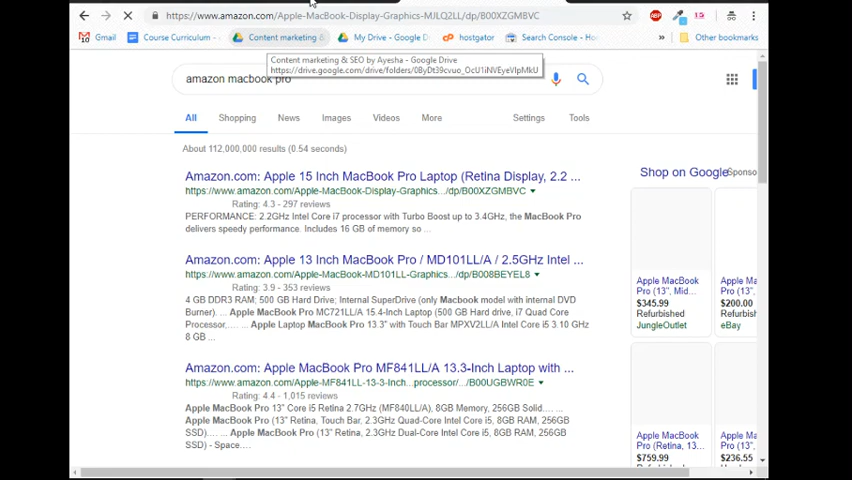 https://www.amazon.com/Apple-MacBook-Display-Graphics-MJLQ2LL/dp/B00XZGMBVC
ABP
Gmail Course Curriculum - Content marketing & My Drive - Google D hostgator Search Console - Hom » Other bookmarks
Content marketing & SEO by Ayesha - Google Drive
amazon macbook pro
All Shopping News Images Videos More Settings Tools
About 112,000,000 results (0.54 seconds)
Amazon.com: Apple 15 Inch MacBook Pro Laptop (Retina Display, 2.2 ...
https://www.amazon.com/Apple-MacBook-Display-Graphics.../dp/B00XZGMBVC
Rating: 4.3 - 297 reviews
PERFORMANCE: 2.2GHz Intel Core i7 processor with Turbo Boost up to 3.4GHz, the MacBook Pro
delivers speedy performance. Includes 16 GB of memory so ...
Amazon.com: Apple 13 Inch MacBook Pro / MD101LL/A / 2.5GHz Intel ...
https://www.amazon.com/Apple-MacBook-MD101LL-Graphics.../dp/B008BEYEL8
Rating: 3.9 - 353 reviews
4 GB DDR3 RAM; 500 GB Hard Drive; Internal SuperDrive (only Macbook model with internal DVD
Burner). ... Apple MacBook Pro MC721LL/A 15.4-Inch Laptop (500 GB Hard drive, i7 Quad Core
Processor,.... ... Apple Laptop MacBook Pro 13.3" with Touch Bar MPXV2LL/A Intel Core i5 3.10 GHz
8 GB ...
Amazon.com: Apple MacBook Pro MF841LL/A 13.3-Inch Laptop with ...
https://www.amazon.com/Apple-MF841LL-13-3-Inch...processor/.../B00UGBWR0E
Rating: 4.4 - 1,015 reviews
Apple MacBook Pro 13" Core i5 Retina 2.7GHz (MF840LL/A), 8GB Memory, 256GB Solid.... ...
Apple MacBook Pro (13" Retina, Touch Bar, 2.3GHz Quad-Core Intel Core i5, 8GB RAM, 256GB
SSD).... ... Apple MacBook Pro (13" Retina, 2.3GHz Dual-Core Intel Core i5, 8GB RAM, 256GB
SSD) - Space....
Shop on Google Sponso
Apple MacBook
Pro (13", Mid...
$345.99
Refurbished
JungleOutlet
Apple
Pro (13"
$200.00
Refurbis
eBay
Apple MacBook
Pro (Retina, 13...
$759.99
Apple M
Pro 13.3
$236.55